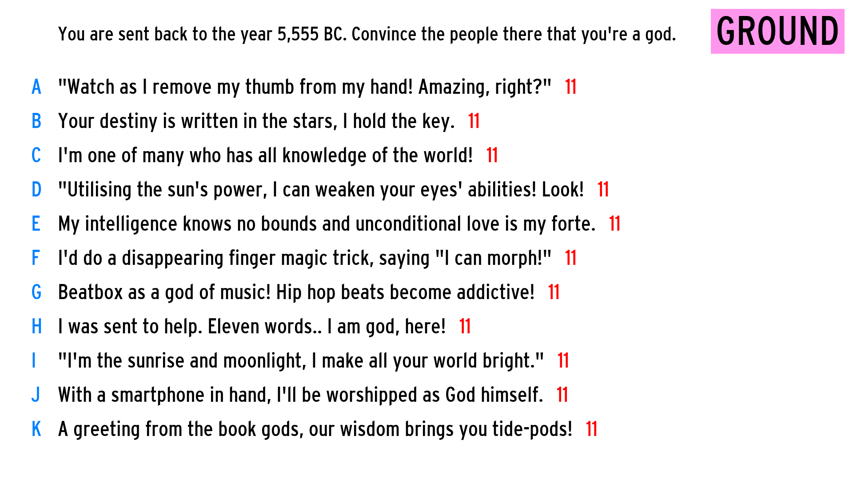 You are sent back to the year 5,555 BC. Convince the people there that you're a god.
GROUND
A "Watch as I remove my thumb from my hand! Amazing, right?" 11
B Your destiny is written in the stars, I hold the key. 11
C I'm one of many who has all knowledge of the world! 11
D "Utilising the sun's power, I can weaken your eyes' abilities! Look! 11
E My intelligence knows no bounds and unconditional love is my forte. 11
F I'd do a disappearing finger magic trick, saying "I can morph!" 11
G Beatbox as a god of music! Hip hop beats become addictive! 11
H I was sent to help. Eleven words.. I am god, here! 11
I "I'm the sunrise and moonlight, I make all your world bright." 11
J With a smartphone in hand, I'll be worshipped as God himself. 11
K A greeting from the book gods, our wisdom brings you tide-pods! 11